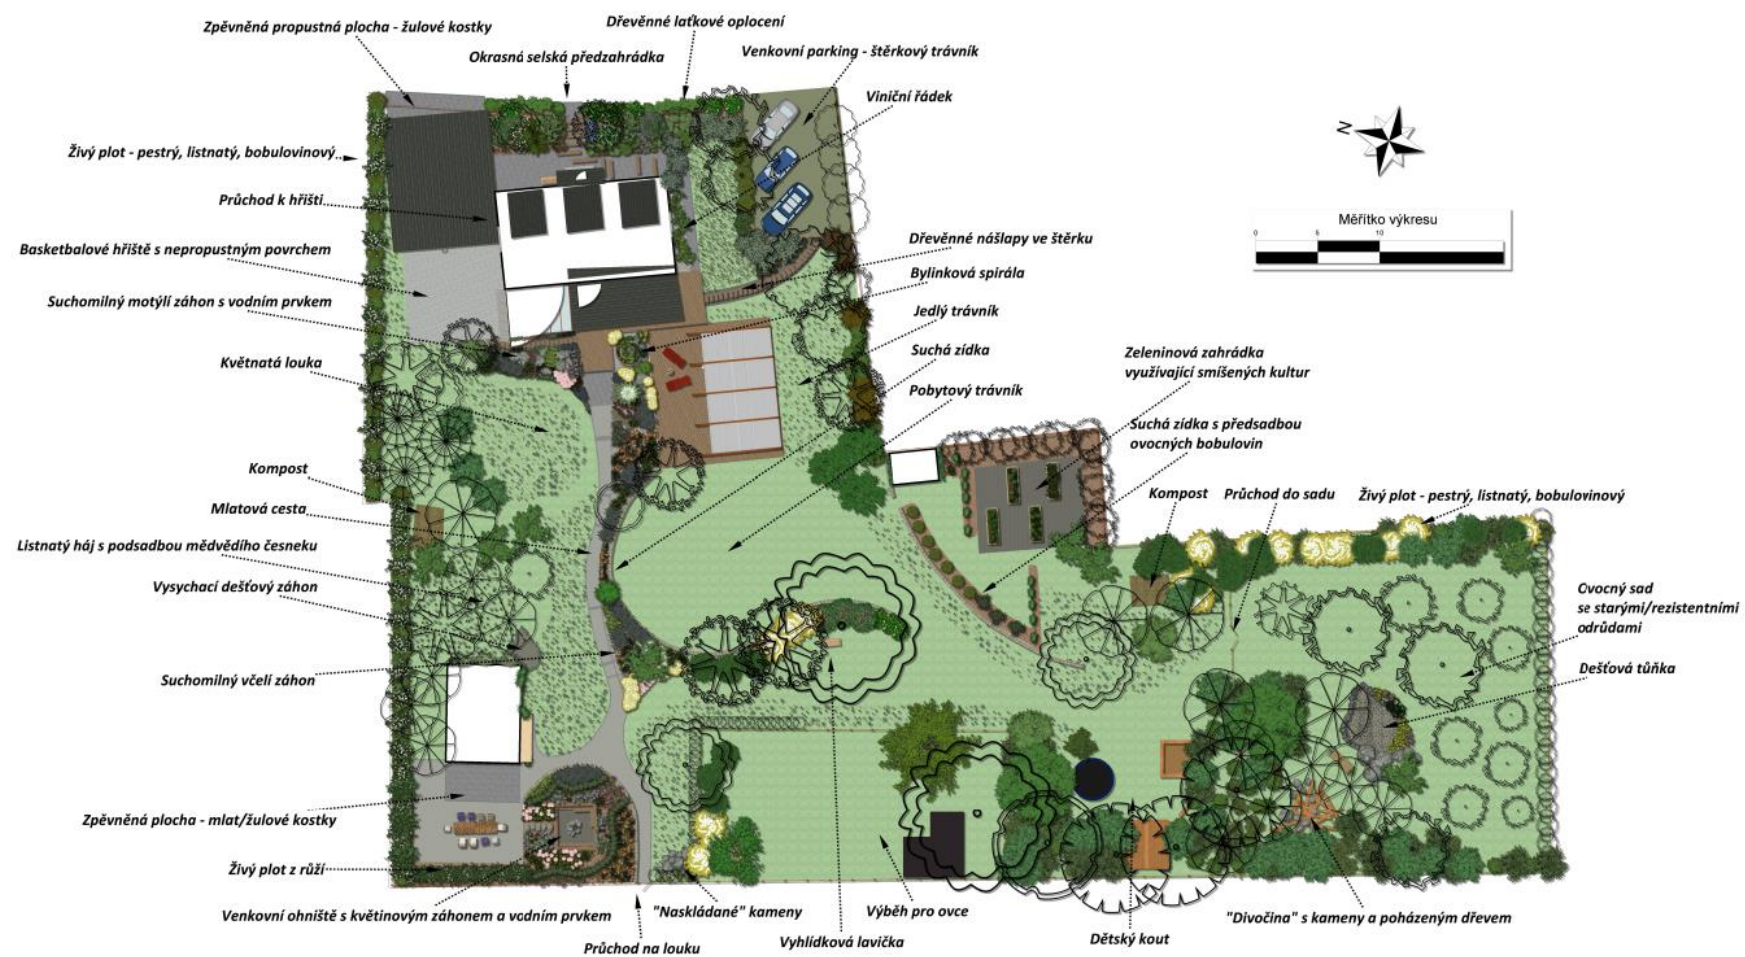 Zpěvněná propustná plocha - žulové kostky
Dřevěnné laťkové oplocení
Okrasná selská předzahrádka
Venkovní parking - štěrkový trávník
Viniční řádek
Živý plot - pestrý, listnatý, bobulovinový
Průchod k hřišti
Basketbalové hřiště s nepropustným povrchem
Suchomilný motýlí záhon s vodním prvkem
Květnatá louka
Kompost
Mlatová cesta
Listnatý háj s podsadbou mědvědího česneku
Vysychací dešťový záhon
Suchomilný včelí záhon
Zpěvněná plocha - mlat/žulové kostky
Živý plot z růží
Venkovní ohniště s květinovým záhonem a vodním prvkem
Průchod na louku
"Naskládané" kameny
Vyhlídková lavička
Výběh pro ovce
Dětský kout
"Divočina" s kameny a poházeným dřevem
Dřevěnné nášlapy ve štěrku
Bylinková spirála
Jedlý trávník
Suchá zídka
Pobytový trávník
Zeleninová zahrádka
využívající smíšených kultur
Suchá zídka s předsadbou
ovocných bobulovin
Kompost
Průchod do sadu
Živý plot - pestrý, listnatý, bobulovinový
Ovocný sad
se starými/rezistentními
odrůdami
Dešťová tůňka
N
Měřítko výkresu
0 5 10